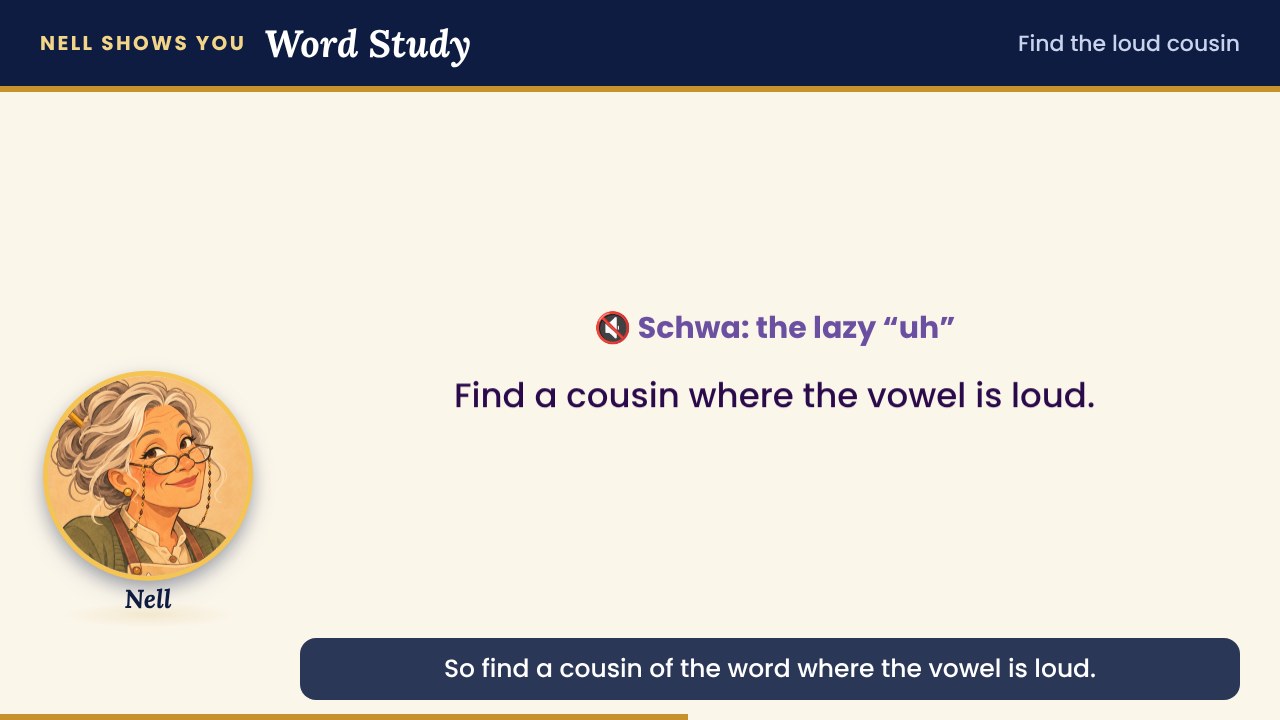 NELL SHOWS YOU Word Study
Find the loud cousin
🔇 Schwa: the lazy “uh”
Find a cousin where the vowel is loud.
Nell
So find a cousin of the word where the vowel is loud.